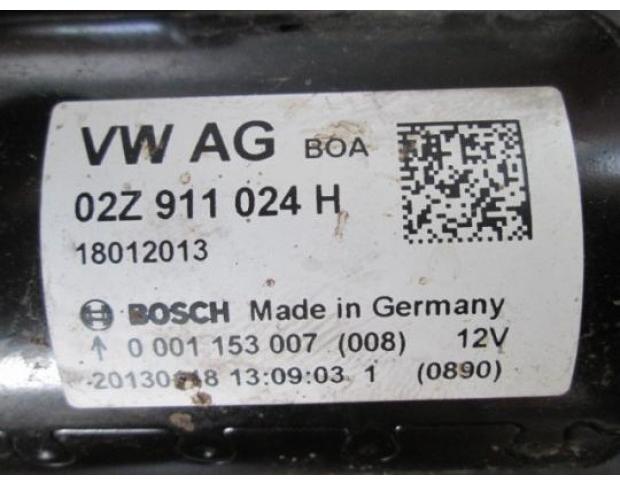 VW AG BOA
02Z 911 024 H
18012013
BOSCH Made in Germany
↑ 0 001 153 007 (008) 12V
13:09:03 1 (0890)